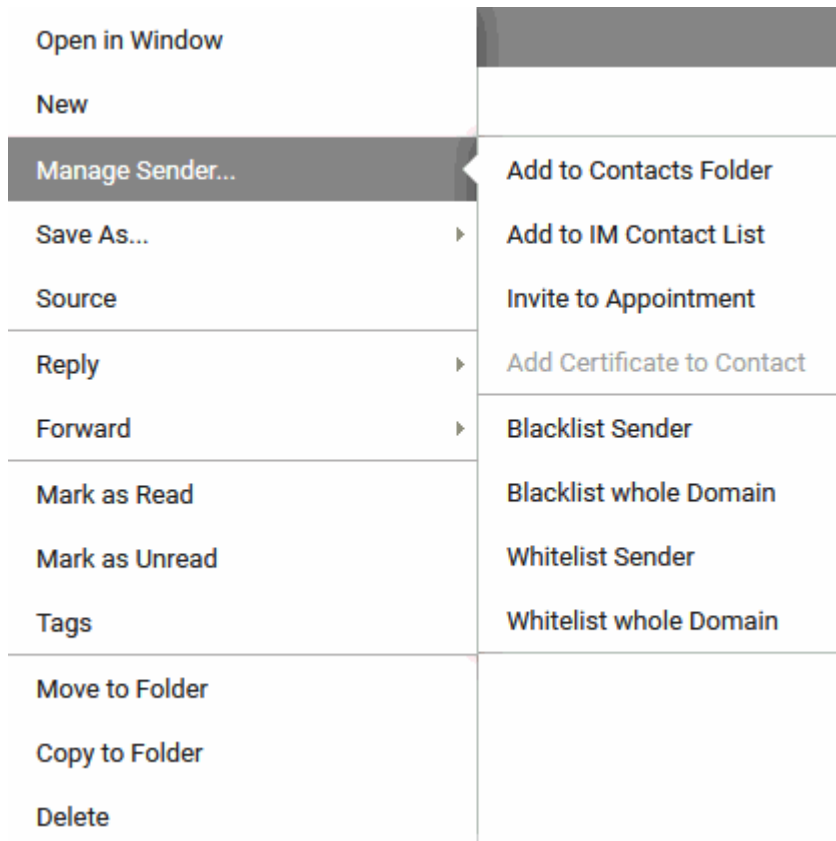 Open in Window
New
Manage Sender...
Save As...
Source
Reply
Forward
Mark as Read
Mark as Unread
Tags
Move to Folder
Copy to Folder
Delete
Add to Contacts Folder
Add to IM Contact List
Invite to Appointment
Add Certificate to Contact
Blacklist Sender
Blacklist whole Domain
Whitelist Sender
Whitelist whole Domain